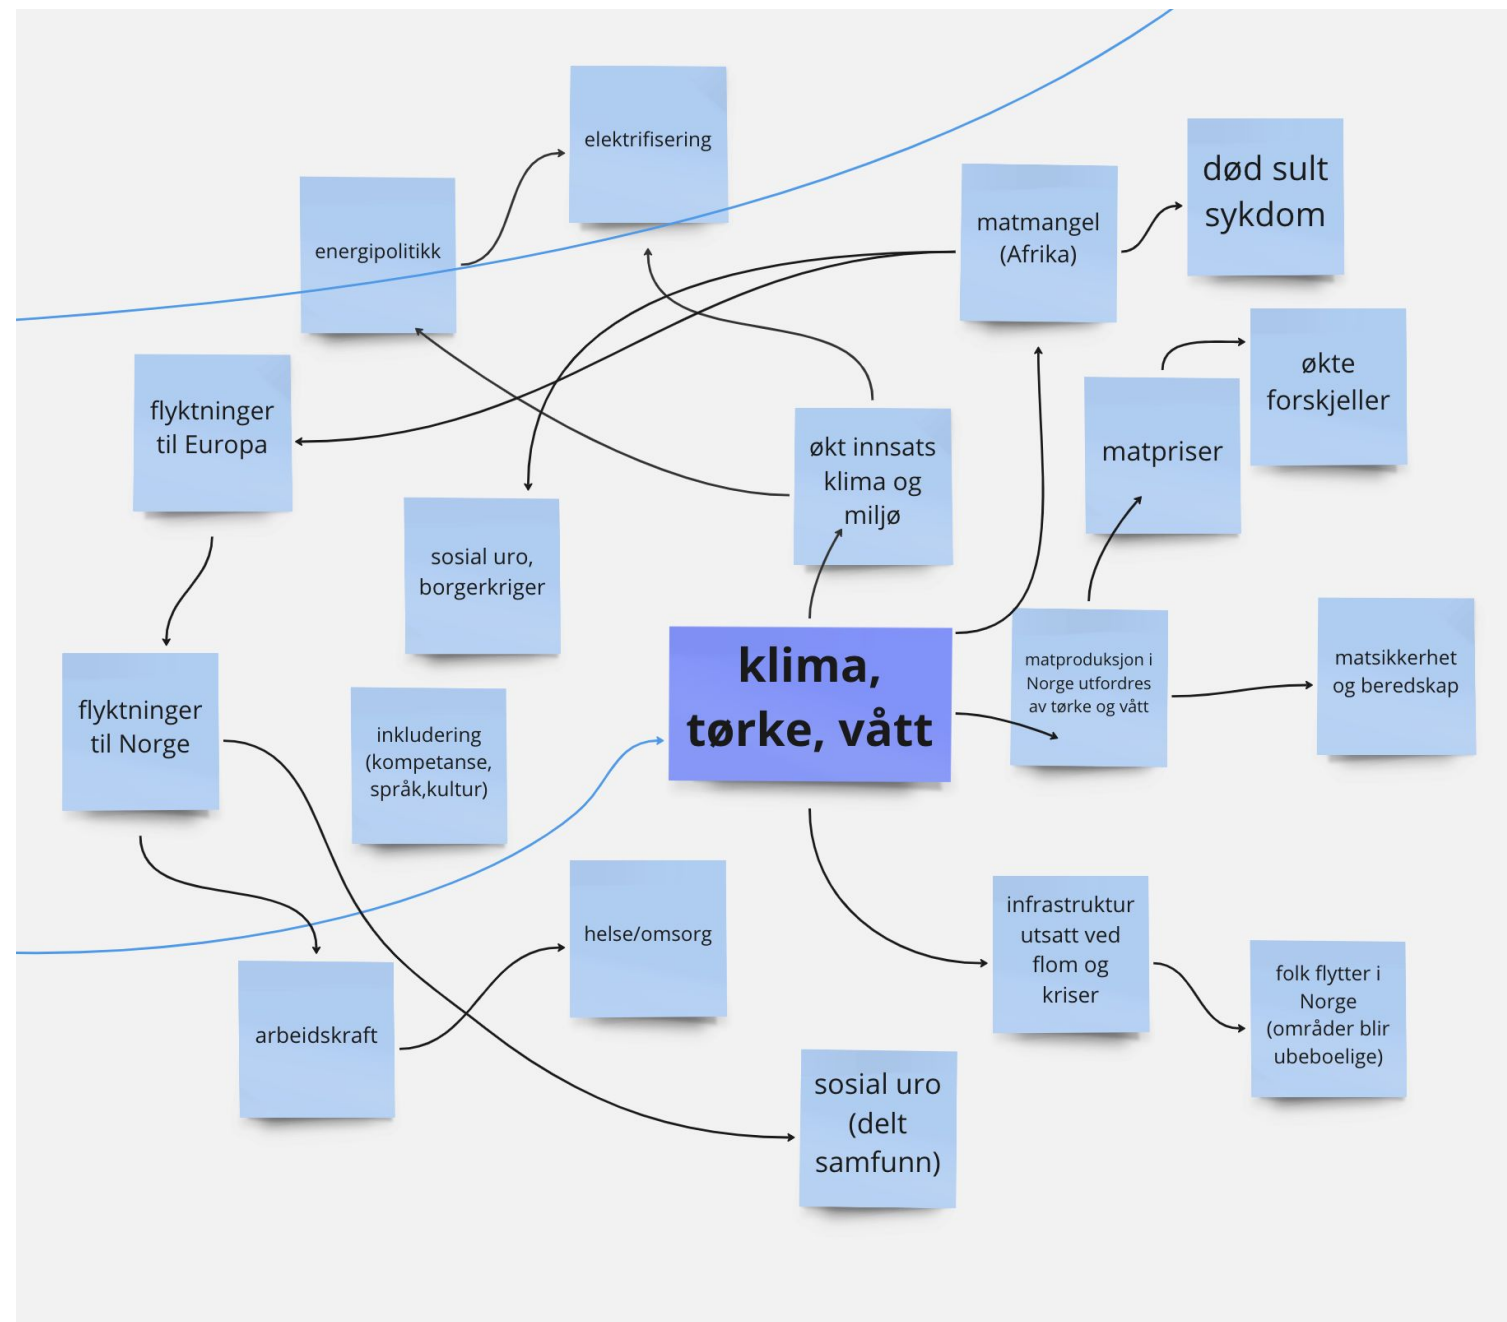 elektrifisering
død sult
sykdom
matmangel
(Afrika)
energipolitikk
økte
forskjeller
flyktninger
til Europa
matpriser
økt innsats
klima og
miljø
sosial uro,
borgerkriger
klima,
tørke, vått
matproduksjon i
Norge utfordres
av tørke og vått
matsikkerhet
og beredskap
flyktninger
til Norge
inkludering
(kompetanse,
språk,kultur)
helse/omsorg
infrastruktur
utsatt ved
flom og
kriser
folk flytter i
Norge
(områder blir
ubeboelige)
arbeidskraft
sosial uro
(delt
samfunn)